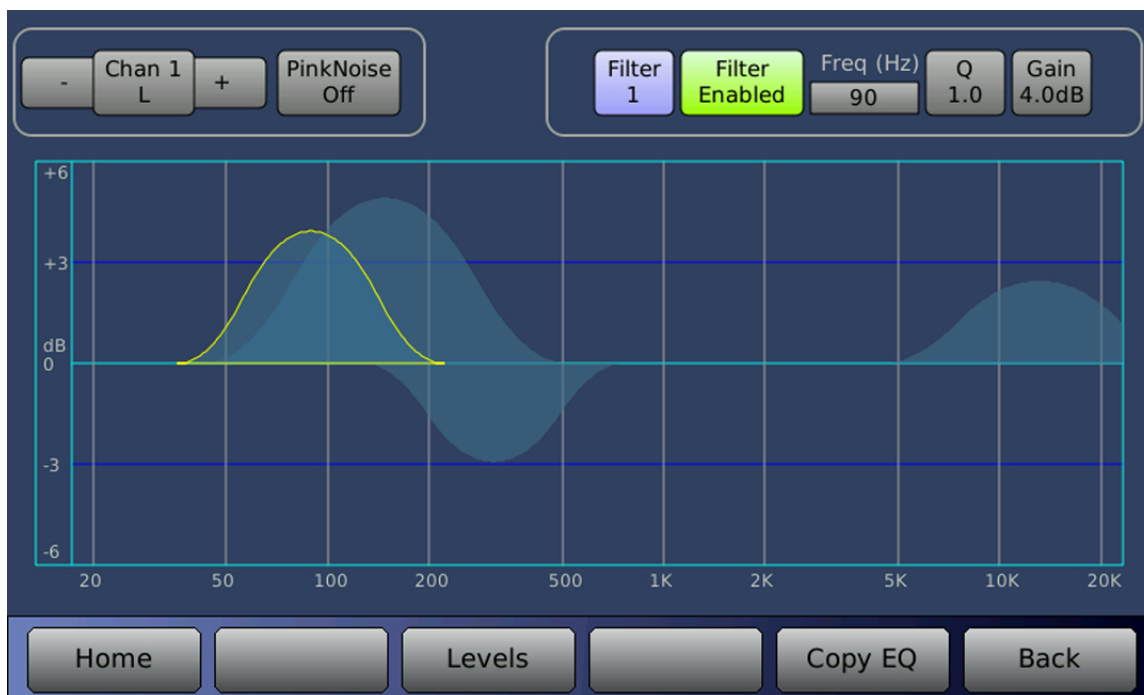 -
Chan 1
L
+
PinkNoise
Off
Filter
1
Filter
Enabled
Freq (Hz)
90
Q
1.0
Gain
4.0dB
+6
+3
dB
0
-3
-6
20 50 100 200 500 1K 2K 5K 10K 20K
Home Levels Copy EQ Back